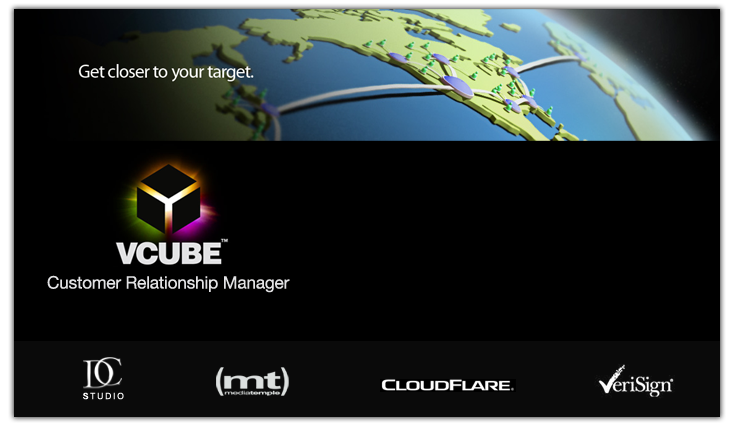 Get closer to your target.
VCUBE™
Customer Relationship Manager
DC STUDIO
(mt) mediatemple
CLOUDFLARE.
VeriSign®